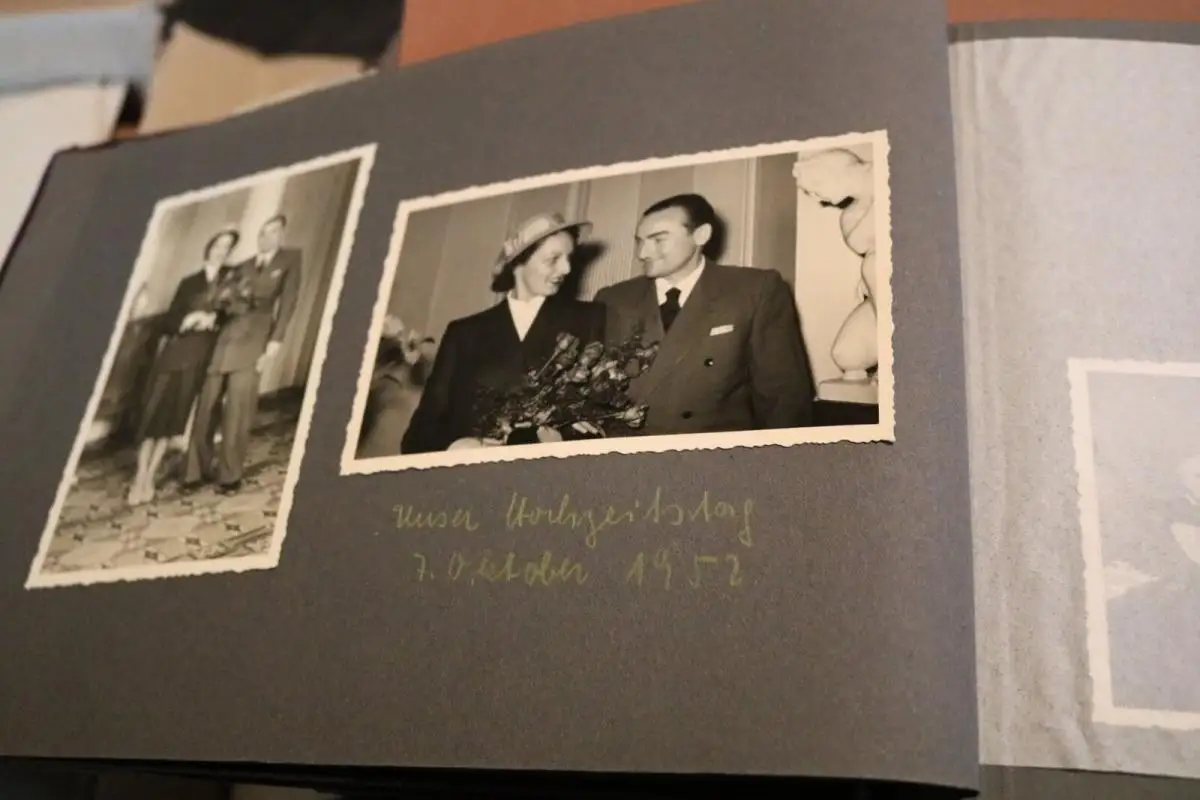 Unser Hochzeitstag
7. Oktober 1952